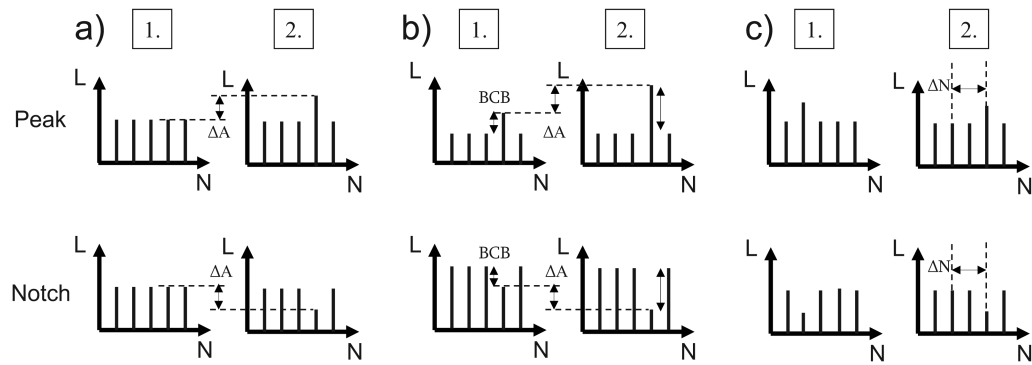 a) 1. 2. b) 1. 2. c) 1. 2.
Peak
L L L L L L
ΔA BCB ΔA ΔN
N N N N N N
Notch
L L L L L L
ΔA BCB ΔA ΔN
N N N N N N